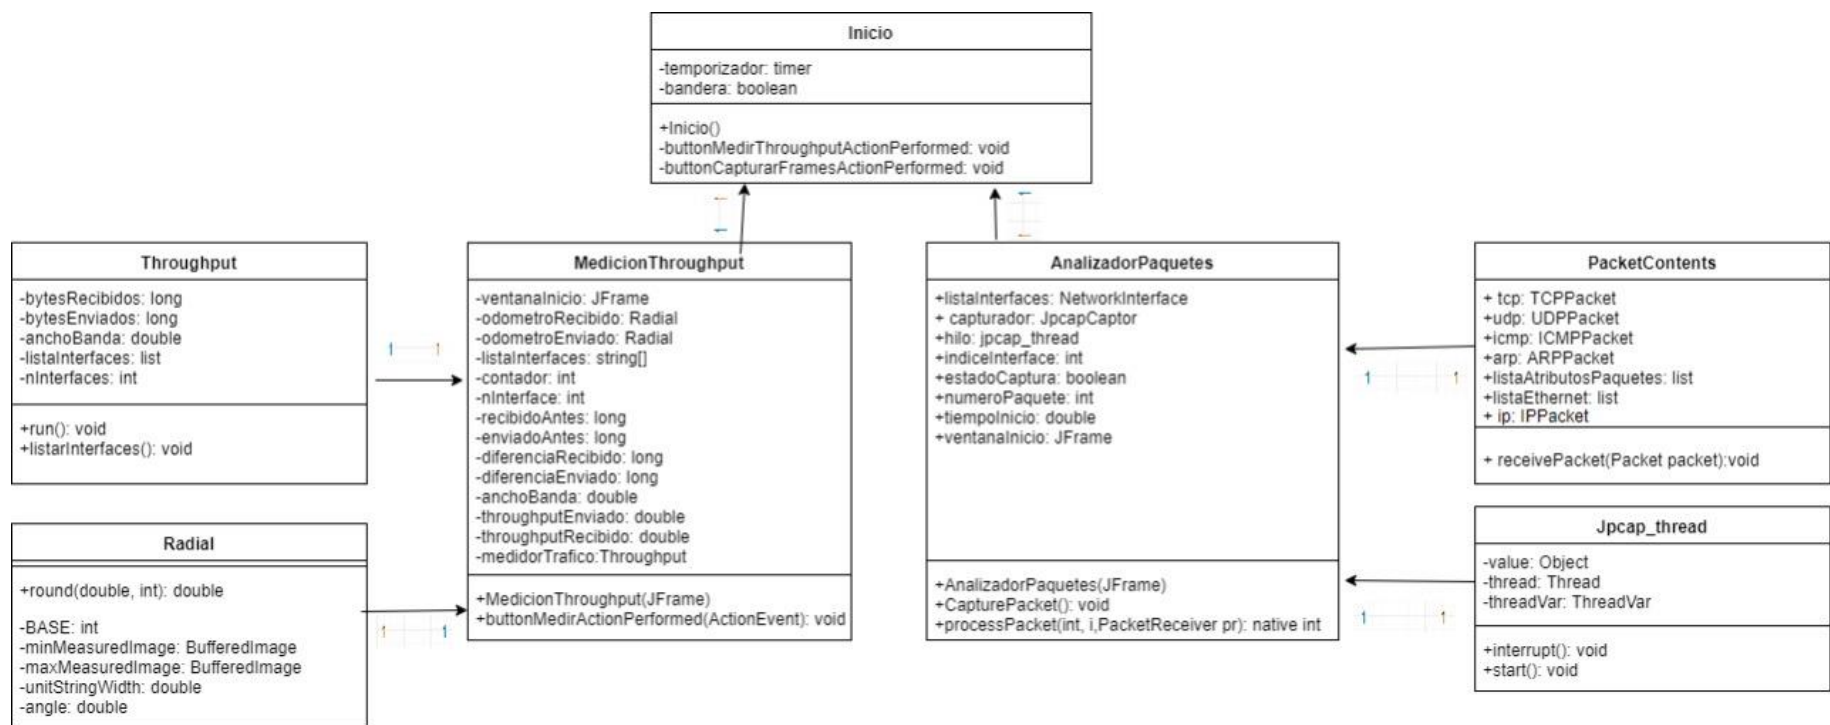 Inicio
-temporizador: timer
-bandera: boolean
+Inicio()
-buttonMedirThroughputActionPerformed: void
-buttonCapturarFramesActionPerformed: void
Throughput
-bytesRecibidos: long
-bytesEnviados: long
-anchoBanda: double
-listaInterfaces: list
-nInterfaces: int
+run(): void
+listarInterfaces(): void
1
1
Radial
+round(double, int): double
-BASE: int
-minMeasuredImage: BufferedImage
-maxMeasuredImage: BufferedImage
-unitStringWidth: double
-angle: double
1
1
MedicionThroughput
-ventanaInicio: JFrame
-odometroRecibido: Radial
-odometroEnviado: Radial
-listaInterfaces: string[]
-contador: int
-nInterface: int
-recibidoAntes: long
-enviadoAntes: long
-diferenciaRecibido: long
-diferenciaEnviado: long
-anchoBanda: double
-throughputEnviado: double
-throughputRecibido: double
-medidorTrafico:Throughput
+MedicionThroughput(JFrame)
+buttonMedirActionPerformed(ActionEvent): void
1
1
AnalizadorPaquetes
+listaInterfaces: NetworkInterface
+ capturador: JpcapCaptor
+hilo: jpcap_thread
+indiceInterface: int
+estadoCaptura: boolean
+numeroPaquete: int
+tiempoInicio: double
+ventanaInicio: JFrame
+AnalizadorPaquetes(JFrame)
+CapturePacket(): void
+processPacket(int, i,PacketReceiver pr): native int
1
1
PacketContents
+ tcp: TCPPacket
+udp: UDPPacket
+icmp: ICMPPacket
+arp: ARPPacket
+listaAtributosPaquetes: list
+listaEthernet: list
+ ip: IPPacket
+ receivePacket(Packet packet):void
1
1
Jpcap_thread
-value: Object
-thread: Thread
-threadVar: ThreadVar
+interrupt(): void
+start(): void
1
1